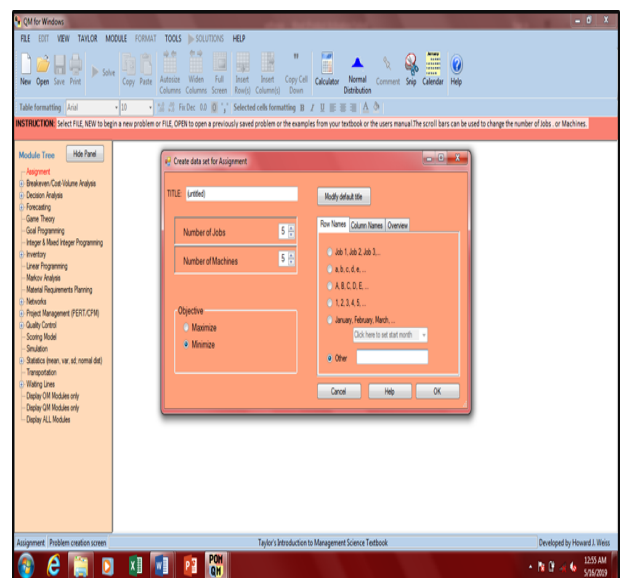 QM for Windows
FILE EDIT VIEW TAYLOR MODULE FORMAT TOOLS SOLUTIONS HELP
New Open Save Print Solve Copy Paste Autosize Columns Widen Columns Full Screen Insert Row(s) Insert Column(s) Copy Cell Down Calculator Normal Distribution Comment Snip Calendar Help
Table formatting Arial 10 Fix Dec 0.0 Selected cells formatting B I U
INSTRUCTION: Select FILE, NEW to begin a new problem or FILE, OPEN to open a previously saved problem or the examples from your textbook or the users manual.The scroll bars can be used to change the number of Jobs . or Machines.
Module Tree Hide Panel
Assignment
Breakeven/Cost-Volume Analysis
Decision Analysis
Forecasting
Game Theory
Goal Programming
Integer & Mixed Integer Programming
Inventory
Linear Programming
Markov Analysis
Material Requirements Planning
Networks
Project Management (PERT/CPM)
Quality Control
Scoring Model
Simulation
Statistics (mean, var, sd, normal dist)
Transportation
Waiting Lines
Display OM Modules only
Display QM Modules only
Display ALL Modules
Create data set for Assignment
TITLE: (untitled)
Modify default title
Number of Jobs 5
Number of Machines 5
Objective
Maximize
Minimize
Row Names Column Names Overview
Job 1, Job 2, Job 3,...
a, b, c, d, e, ...
A, B, C, D, E, ...
1, 2, 3, 4, 5, ...
January, February, March, ...
Click here to set start month
Other
Cancel Help OK
Assignment Problem creation screen Taylor's Introduction to Management Science Textbook Developed by Howard J. Weiss
POM QM
12:55 AM
5/16/2019